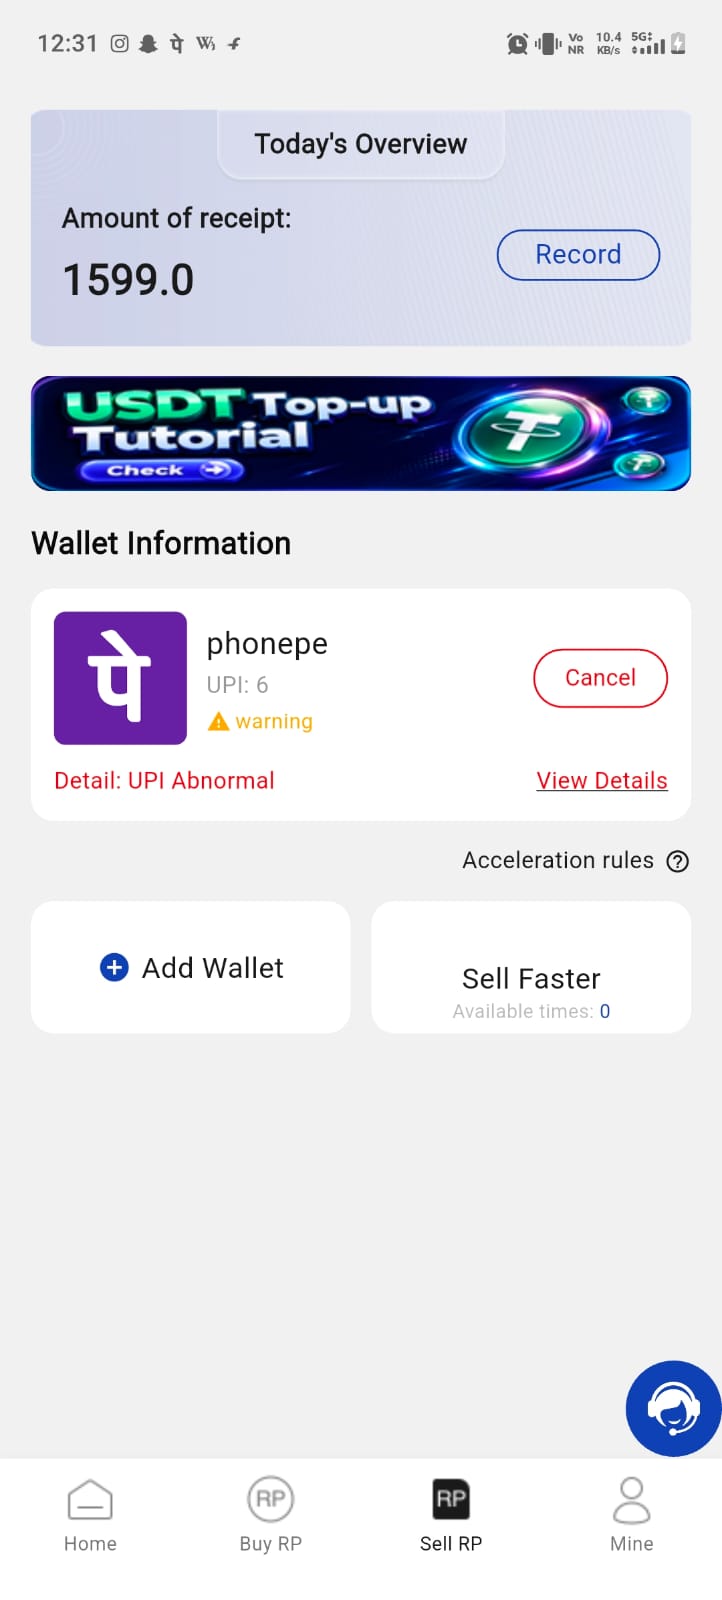 12:31
Vo NR 10.4 KB/s 5G
Today's Overview
Amount of receipt:
1599.0
Record
USDT Top-up
Tutorial
Check
Wallet Information
पे
phonepe
UPI: 6
warning
Cancel
Detail: UPI Abnormal
View Details
Acceleration rules
Add Wallet
Sell Faster
Available times: 0
RP
RP
Home
Buy RP
Sell RP
Mine